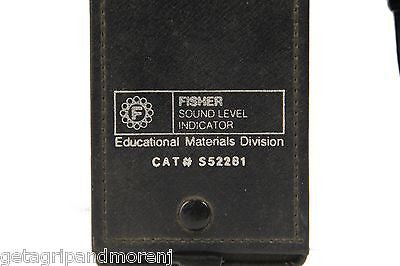 F
FISHER
SOUND LEVEL
INDICATOR
Educational Materials Division
CAT# S52281
getagripandmorenj